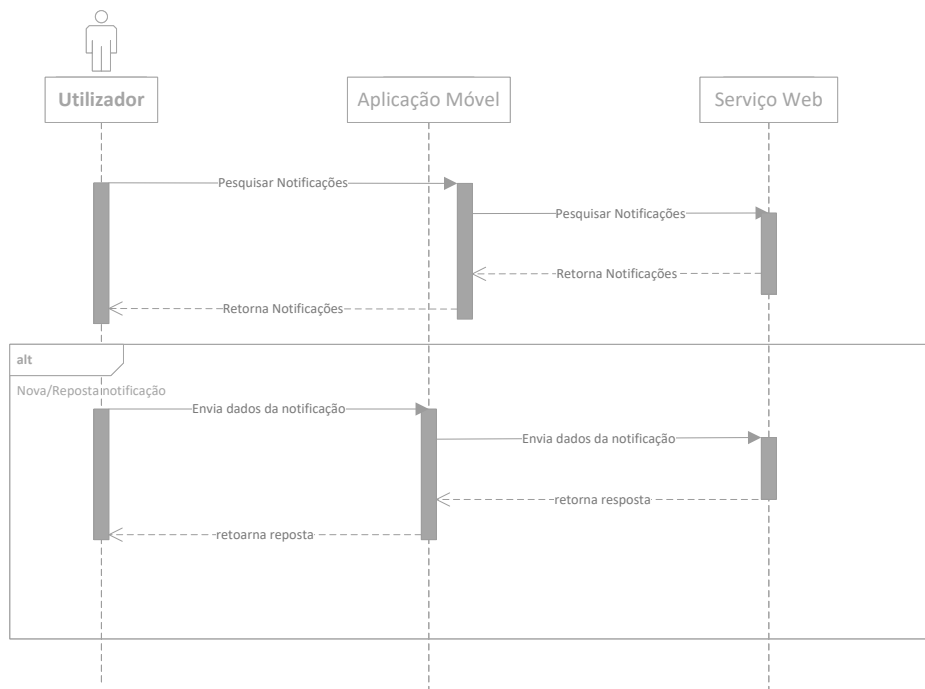 Utilizador
Aplicação Móvel
Serviço Web
Pesquisar Notificações
Pesquisar Notificações
Retorna Notificações
Retorna Notificações
alt
Nova/Reposta notificação
Envia dados da notificação
Envia dados da notificação
retorna resposta
retoarna reposta